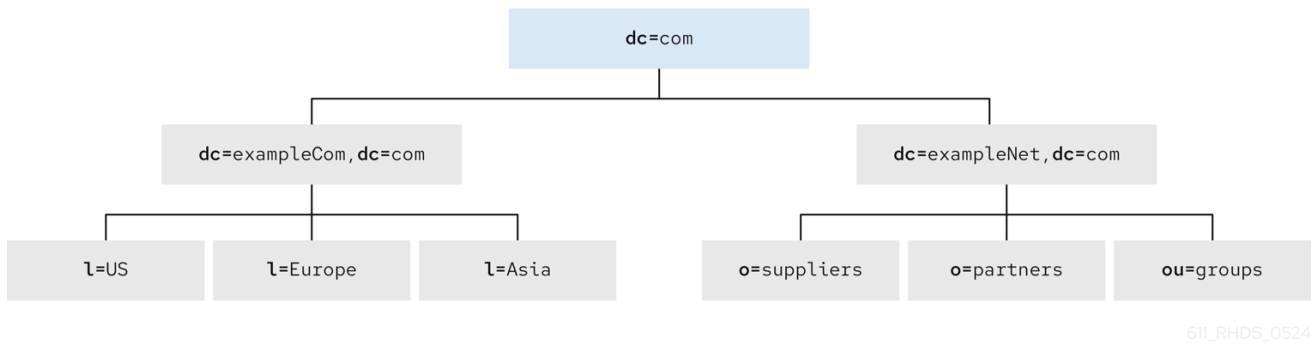 dc=com
dc=exampleCom,dc=com
dc=exampleNet,dc=com
l=US
l=Europe
l=Asia
o=suppliers
o=partners
ou=groups
611_RHDS_0524